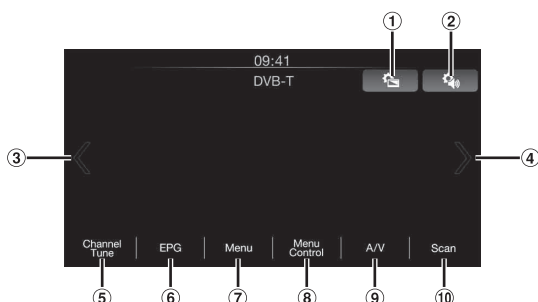 ① ②
09:41
DVB-T
③ ④
Channel Tune
EPG
Menu
Menu Control
A/V
Scan
⑤ ⑥ ⑦ ⑧ ⑨ ⑩